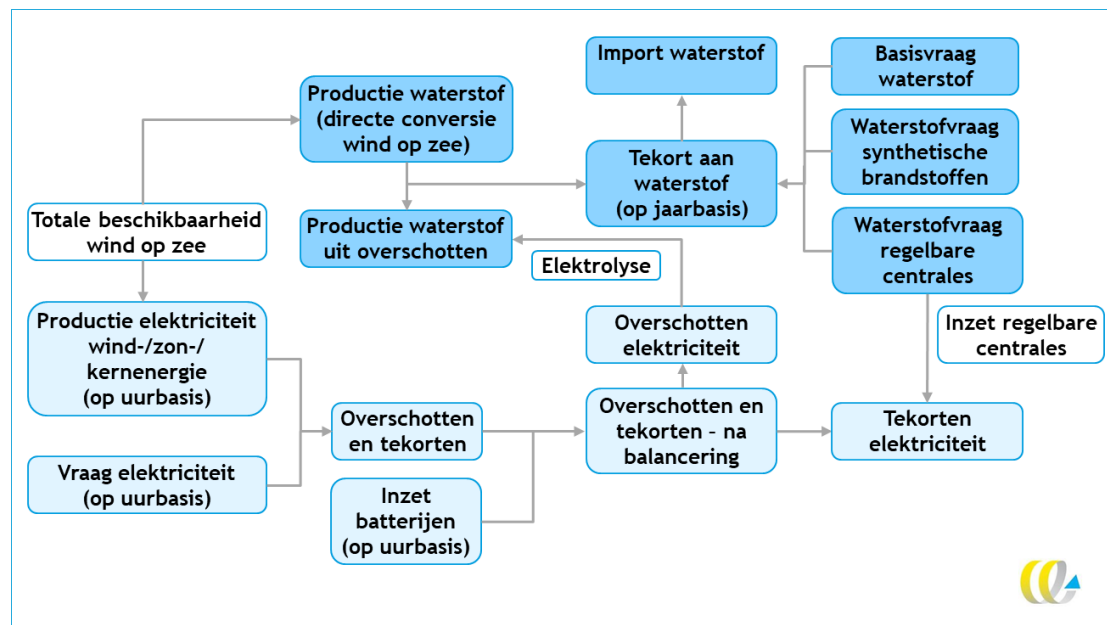 Import waterstof
Basisvraag
waterstof
Productie waterstof
(directe conversie
wind op zee)
Waterstofvraag
synthetische
brandstoffen
Tekort aan
waterstof
(op jaarbasis)
Totale beschikbaarheid
wind op zee
Productie waterstof
uit overschotten
Waterstofvraag
regelbare
centrales
Elektrolyse
Productie elektriciteit
wind-/zon-/
kernenergie
(op uurbasis)
Overschotten
elektriciteit
Inzet regelbare
centrales
Overschotten
en tekorten
Overschotten en
tekorten – na
balancering
Tekorten
elektriciteit
Vraag elektriciteit
(op uurbasis)
Inzet
batterijen
(op uurbasis)